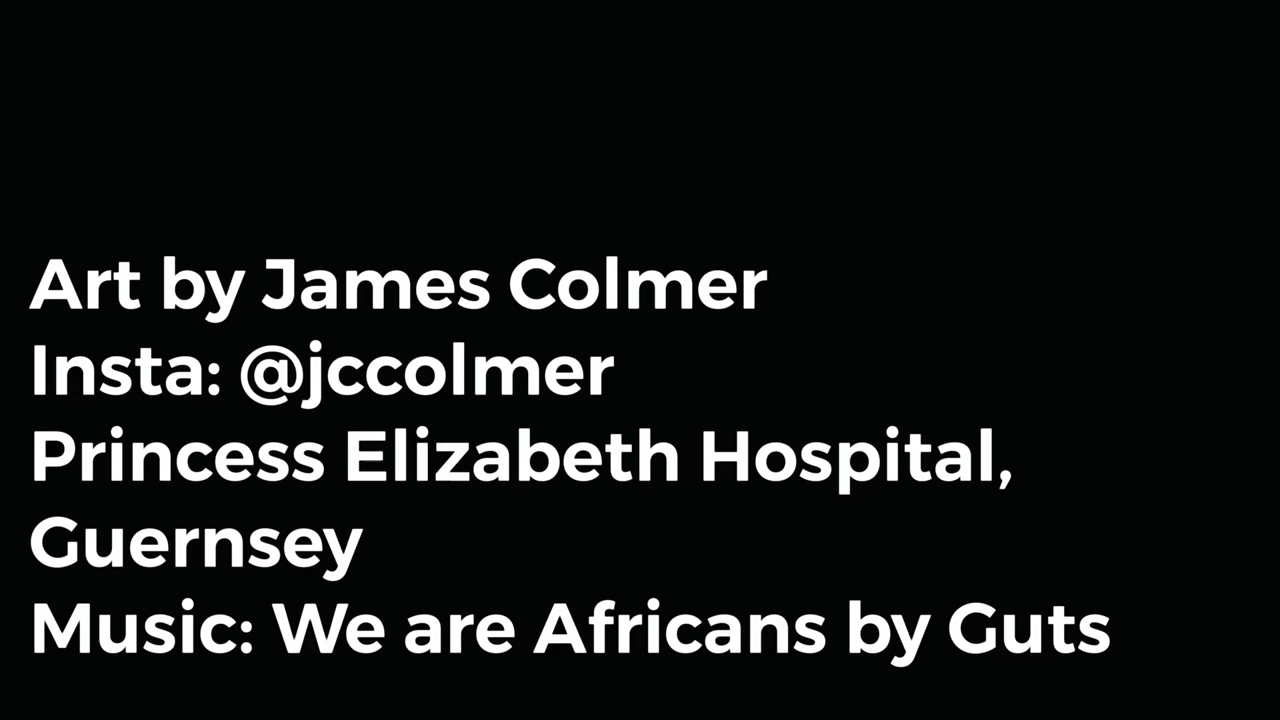 Art by James Colmer
Insta: @jccolmer
Princess Elizabeth Hospital,
Guernsey
Music: We are Africans by Guts